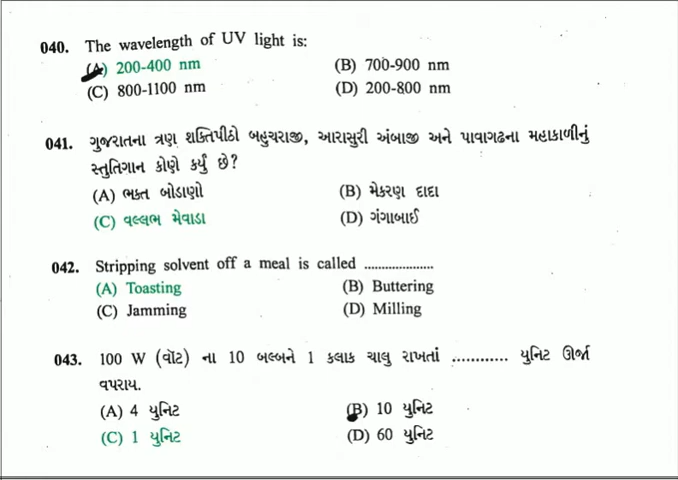 040. The wavelength of UV light is:
(A) 200-400 nm (B) 700-900 nm
(C) 800-1100 nm (D) 200-800 nm
041. ગુજરાતના ત્રણ શક્તિપીઠો બહુચરાજી, આરાસુરી અંબાજી અને પાવાગઢના મહાકાળીનું
સ્તુતિગાન કોણે કર્યું છે?
(A) ભક્ત બોડાણો (B) મેકરણ દાદા
(C) વલ્લભ મેવાડા (D) ગંગાબાઈ
042. Stripping solvent off a meal is called ....................
(A) Toasting (B) Buttering
(C) Jamming (D) Milling
043. 100 W (વૉટ) ના 10 બલ્બને 1 કલાક ચાલુ રાખતાં ............ યુનિટ ઊર્જા
વપરાય.
(A) 4 યુનિટ (B) 10 યુનિટ
(C) 1 યુનિટ (D) 60 યુનિટ